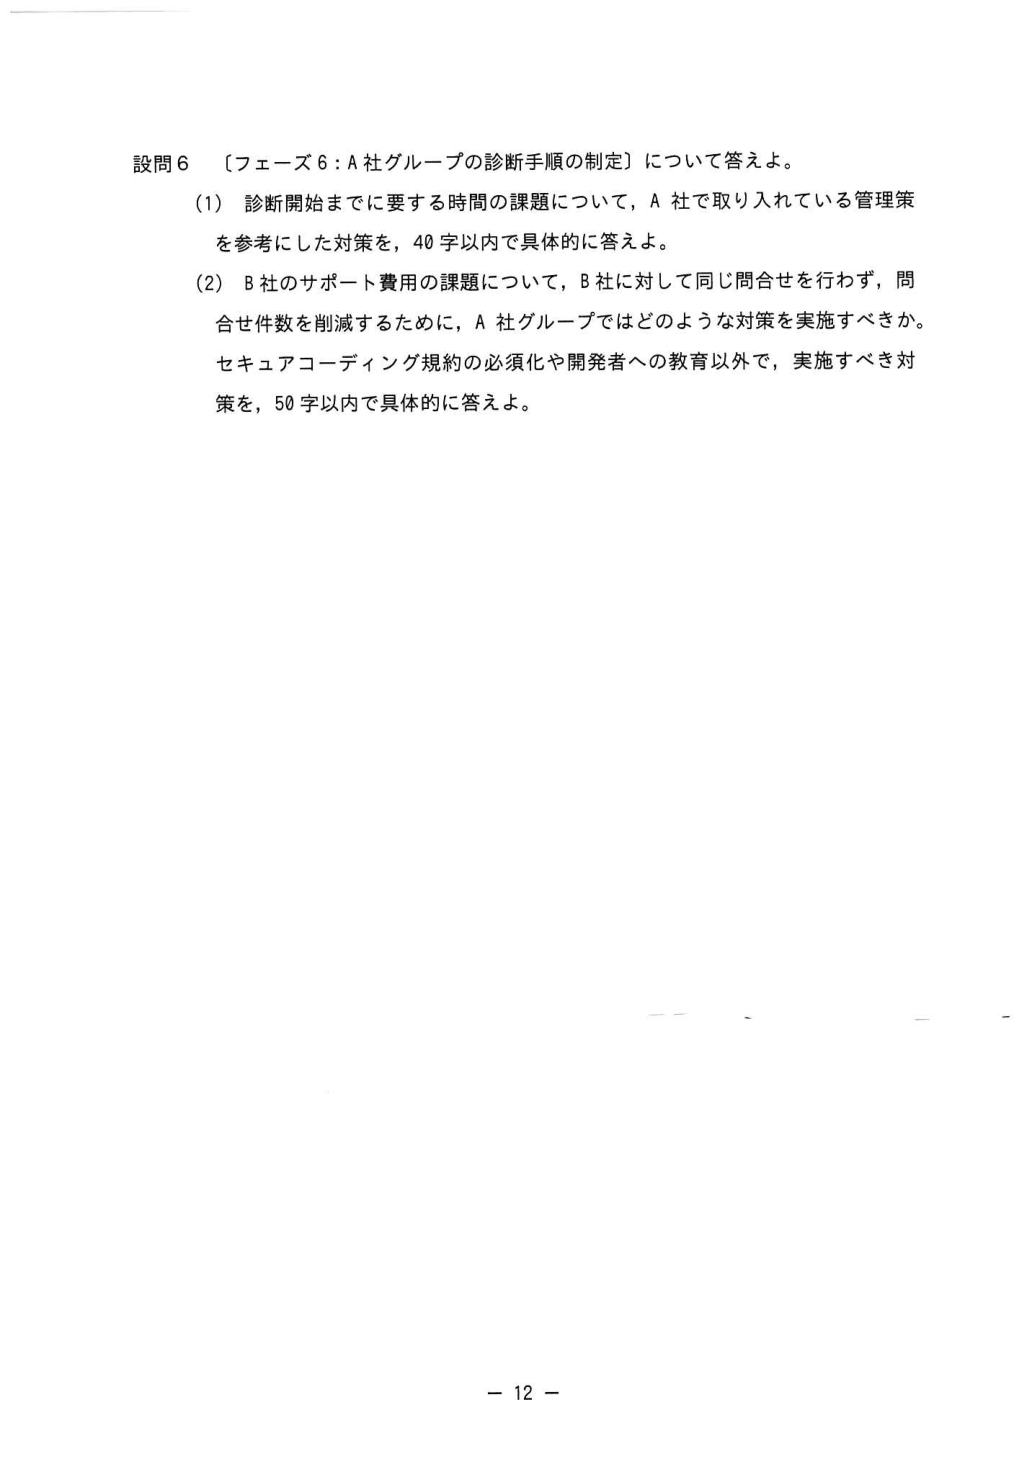 設問6 〔フェーズ6:A社グループの診断手順の制定〕について答えよ。
(1) 診断開始までに要する時間の課題について，A 社で取り入れている管理策
を参考にした対策を，40字以内で具体的に答えよ。
(2) B社のサポート費用の課題について，B社に対して同じ問合せを行わず，問
合せ件数を削減するために，A 社グループではどのような対策を実施すべきか。
セキュアコーディング規約の必須化や開発者への教育以外で，実施すべき対
策を，50字以内で具体的に答えよ。
－ 12 －